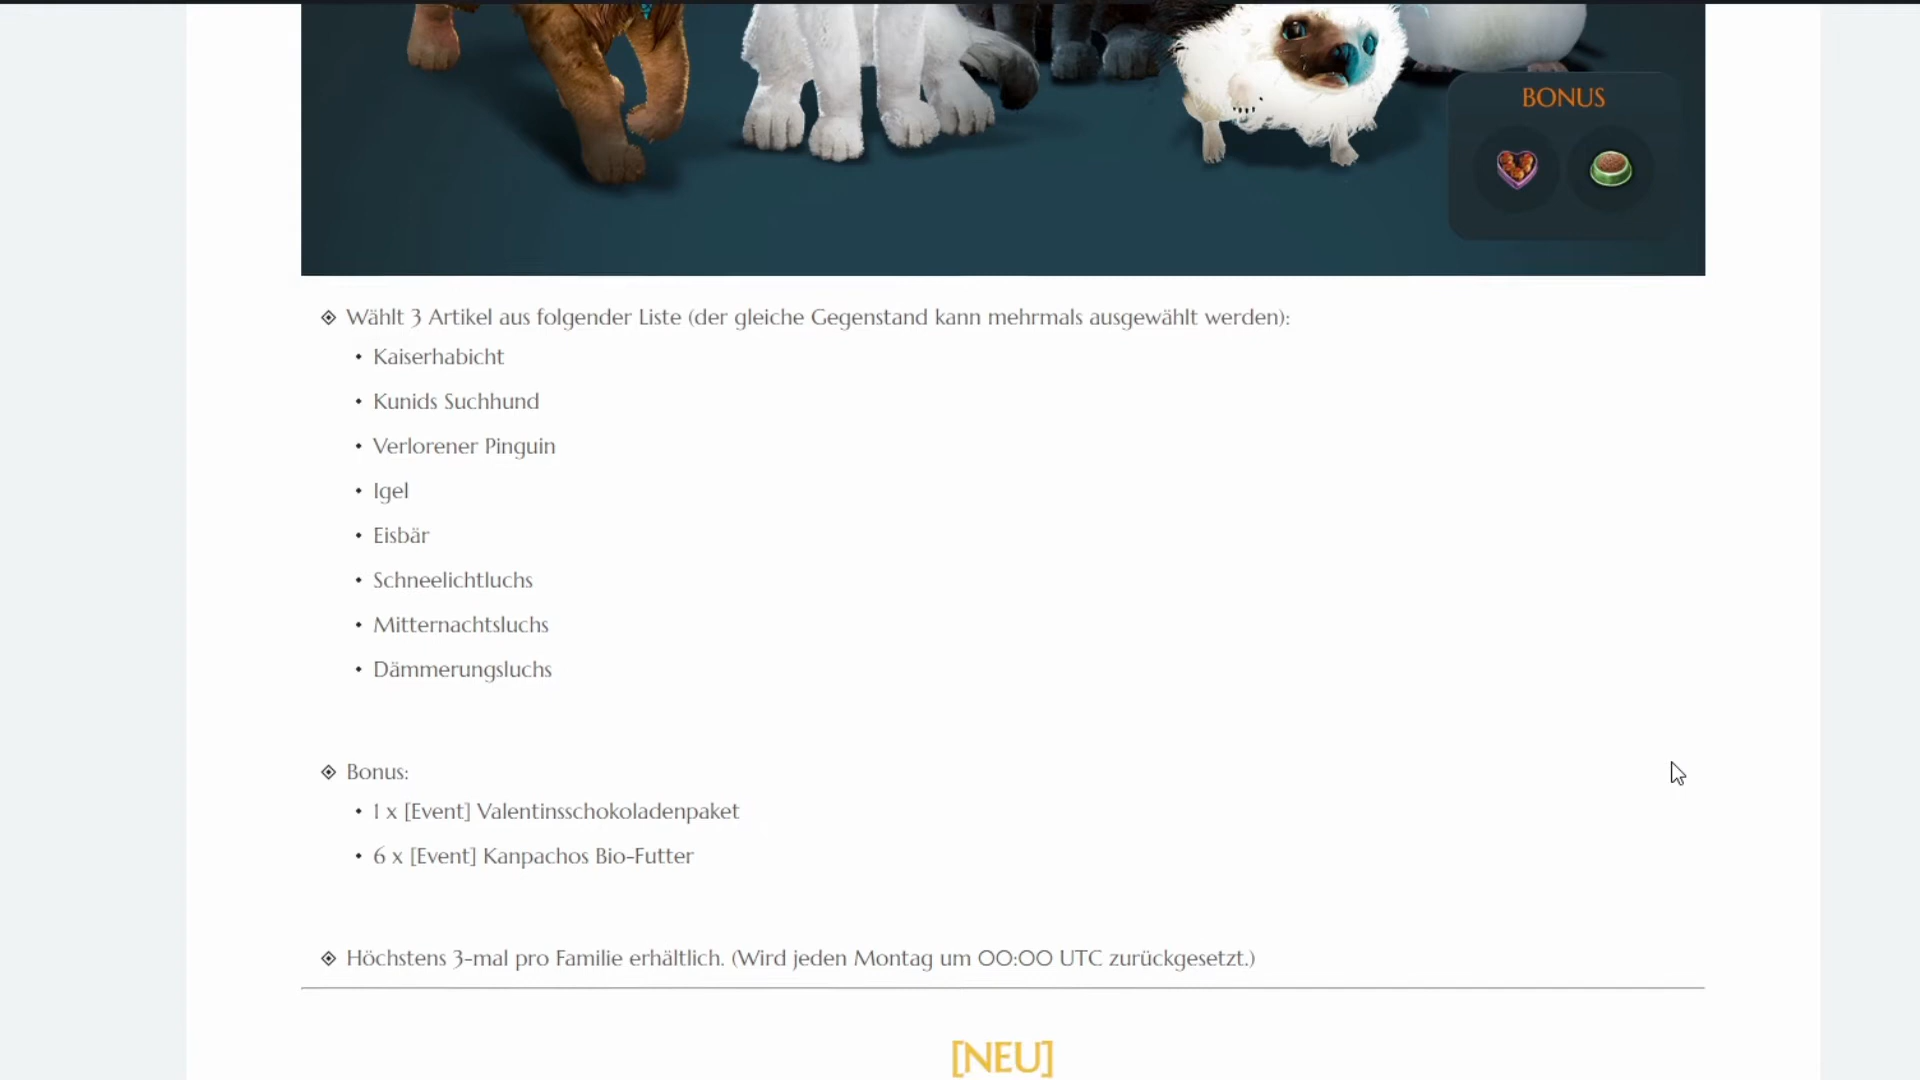 BONUS
Wählt 3 Artikel aus folgender Liste (der gleiche Gegenstand kann mehrmals ausgewählt werden):
Kaiserhabicht
Kunids Suchhund
Verlorener Pinguin
Igel
Eisbär
Schneelichtluchs
Mitternachtsluchs
Dämmerungsluchs
Bonus:
1 x [Event] Valentinsschokoladenpaket
6 x [Event] Kanpachos Bio-Futter
Höchstens 3-mal pro Familie erhältlich. (Wird jeden Montag um 00:00 UTC zurückgesetzt.)
[NEU]